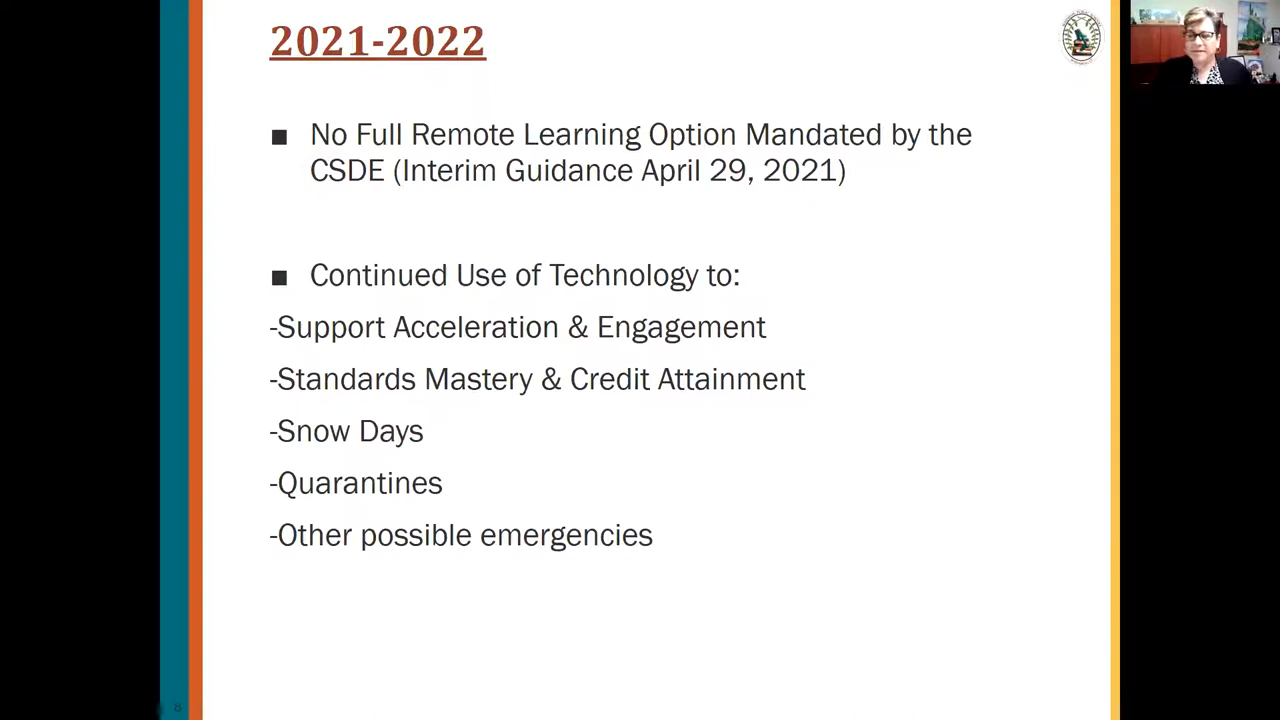 2021-2022
■ No Full Remote Learning Option Mandated by the
CSDE (Interim Guidance April 29, 2021)
■ Continued Use of Technology to:
-Support Acceleration & Engagement
-Standards Mastery & Credit Attainment
-Snow Days
-Quarantines
-Other possible emergencies
8